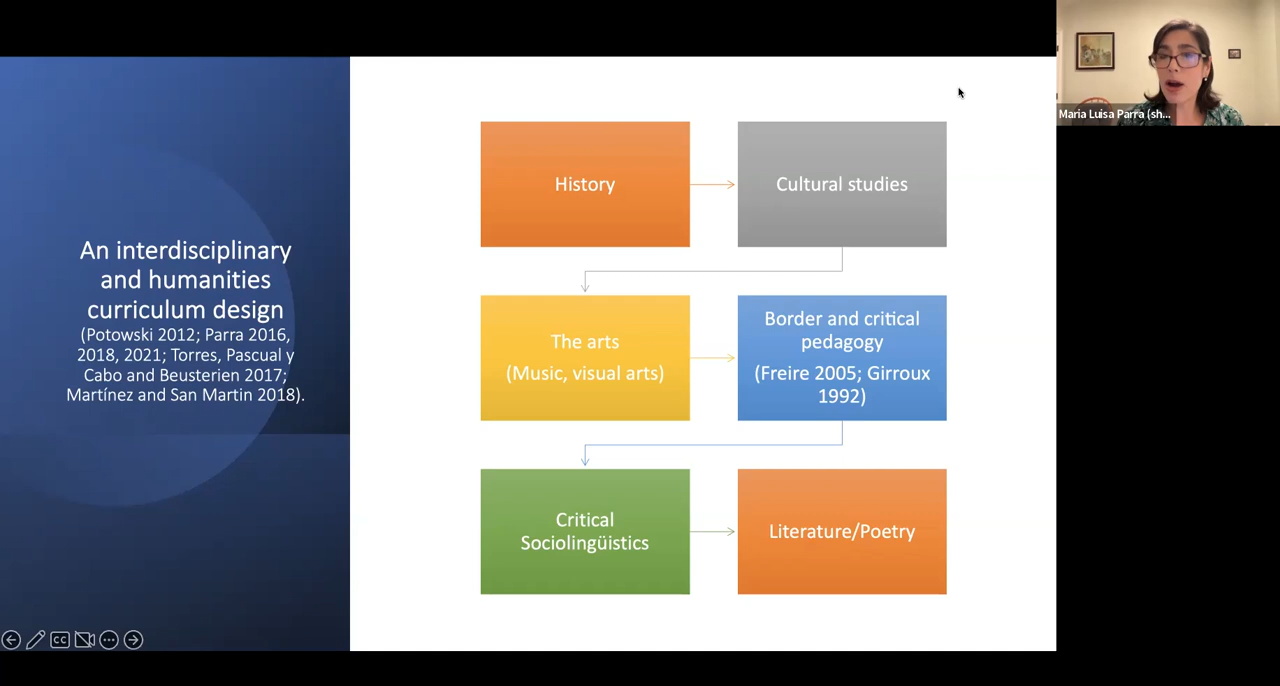 An interdisciplinary
and humanities
curriculum design
(Potowski 2012; Parra 2016,
2018, 2021; Torres, Pascual y
Cabo and Beusterien 2017;
Martínez and San Martin 2018).
History
Cultural studies
The arts
(Music, visual arts)
Border and critical
pedagogy
(Freire 2005; Girroux
1992)
Critical
Sociolingüistics
Literature/Poetry
CC
Maria Luisa Parra (sh...